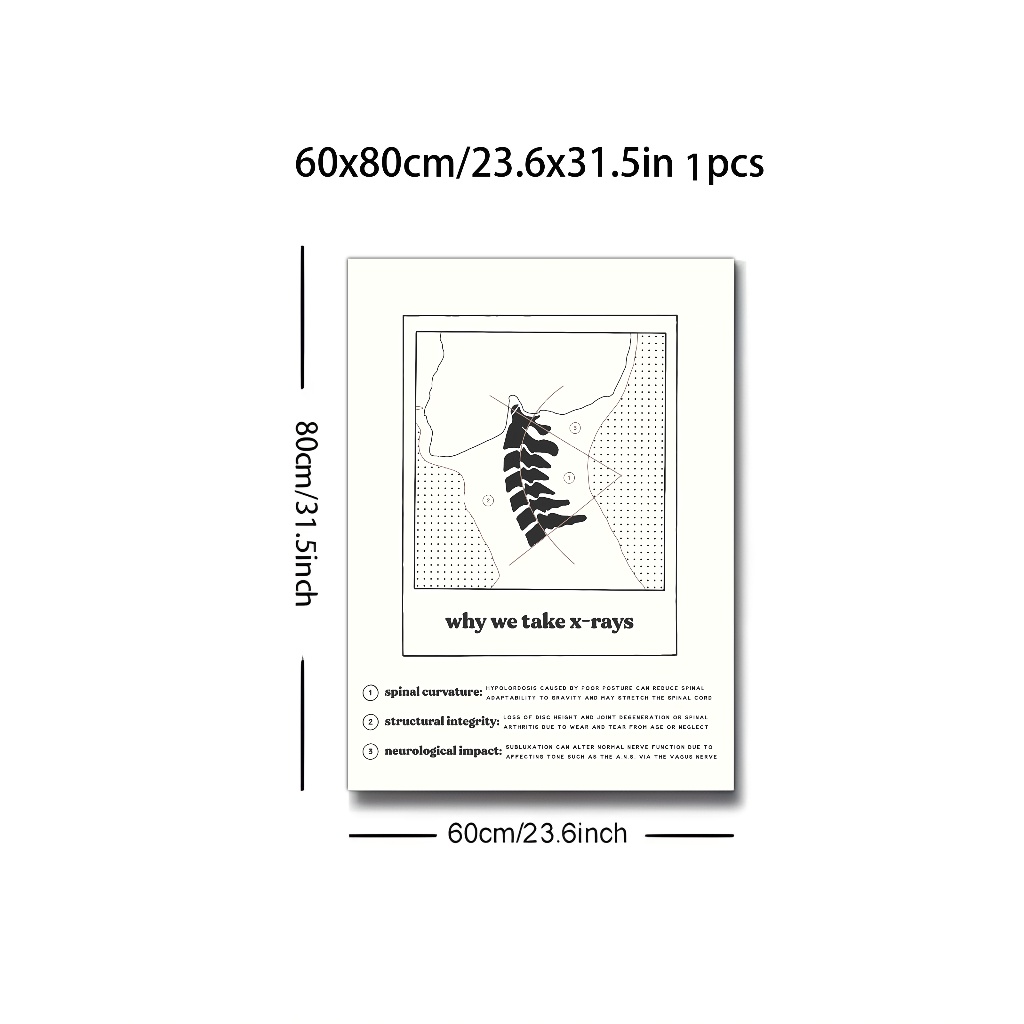 60x80cm/23.6x31.5in 1pcs
80cm/31.5inch
3
1
2
why we take x-rays
1 spinal curvature: HYPOLORDOSIS CAUSED BY POOR POSTURE CAN REDUCE SPINAL
ADAPTABILITY TO GRAVITY AND MAY STRETCH THE SPINAL CORD
2 structural integrity: LOSS OF DISC HEIGHT AND JOINT DEGENERATION OR SPINAL
ARTHRITIS DUE TO WEAR AND TEAR FROM AGE OR NEGLECT
3 neurological impact: SUBLUXATION CAN ALTER NORMAL NERVE FUNCTION DUE TO
AFFECTING TONE SUCH AS THE A.N.S. VIA THE VAGUS NERVE
60cm/23.6inch